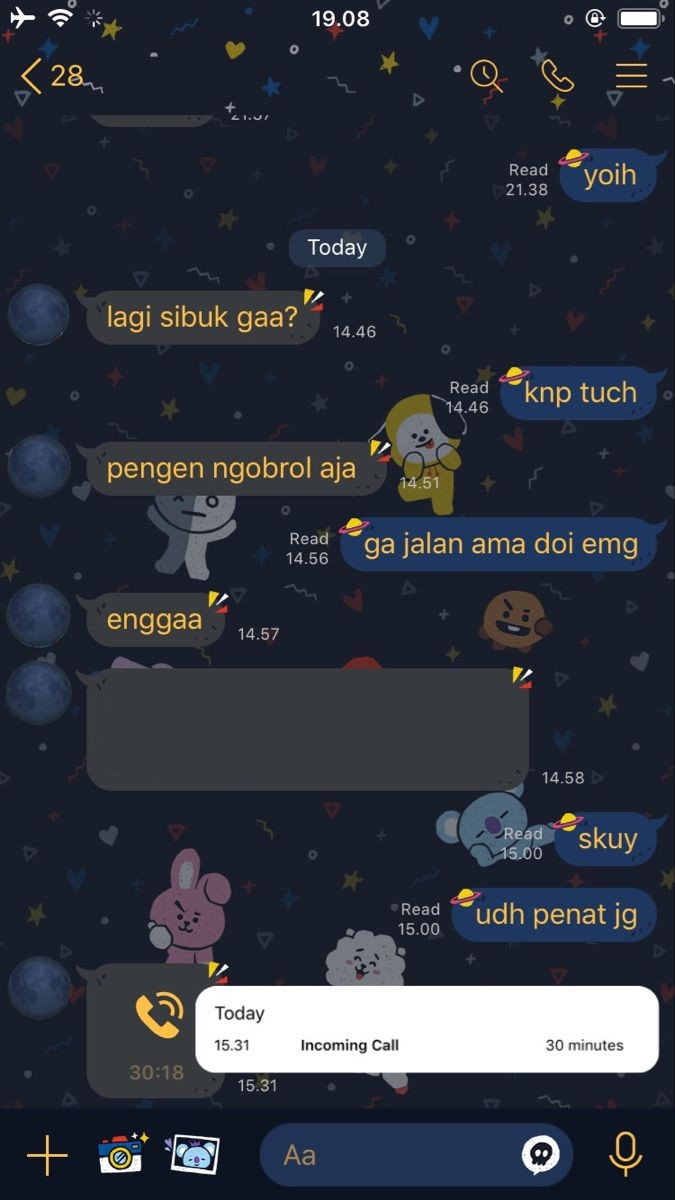 19.08
28
21.37
Read
21.38
yoih
Today
lagi sibuk gaa?
14.46
Read
14.46
knp tuch
pengen ngobrol aja
14.51
Read
14.56
ga jalan ama doi emg
enggaa
14.57
14.58
Read
15.00
skuy
Read
15.00
udh penat jg
30:18
15.31
Today
15.31 Incoming Call 30 minutes
Aa